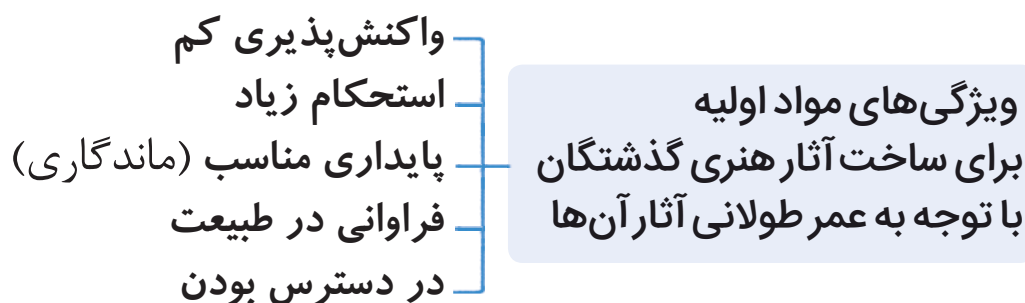 ویژگی‌های مواد اولیه
برای ساخت آثار هنری گذشتگان
با توجه به عمر طولانی آثار آن‌ها
واکنش‌پذیری کم
استحکام زیاد
پایداری مناسب (ماندگاری)
فراوانی در طبیعت
در دسترس بودن